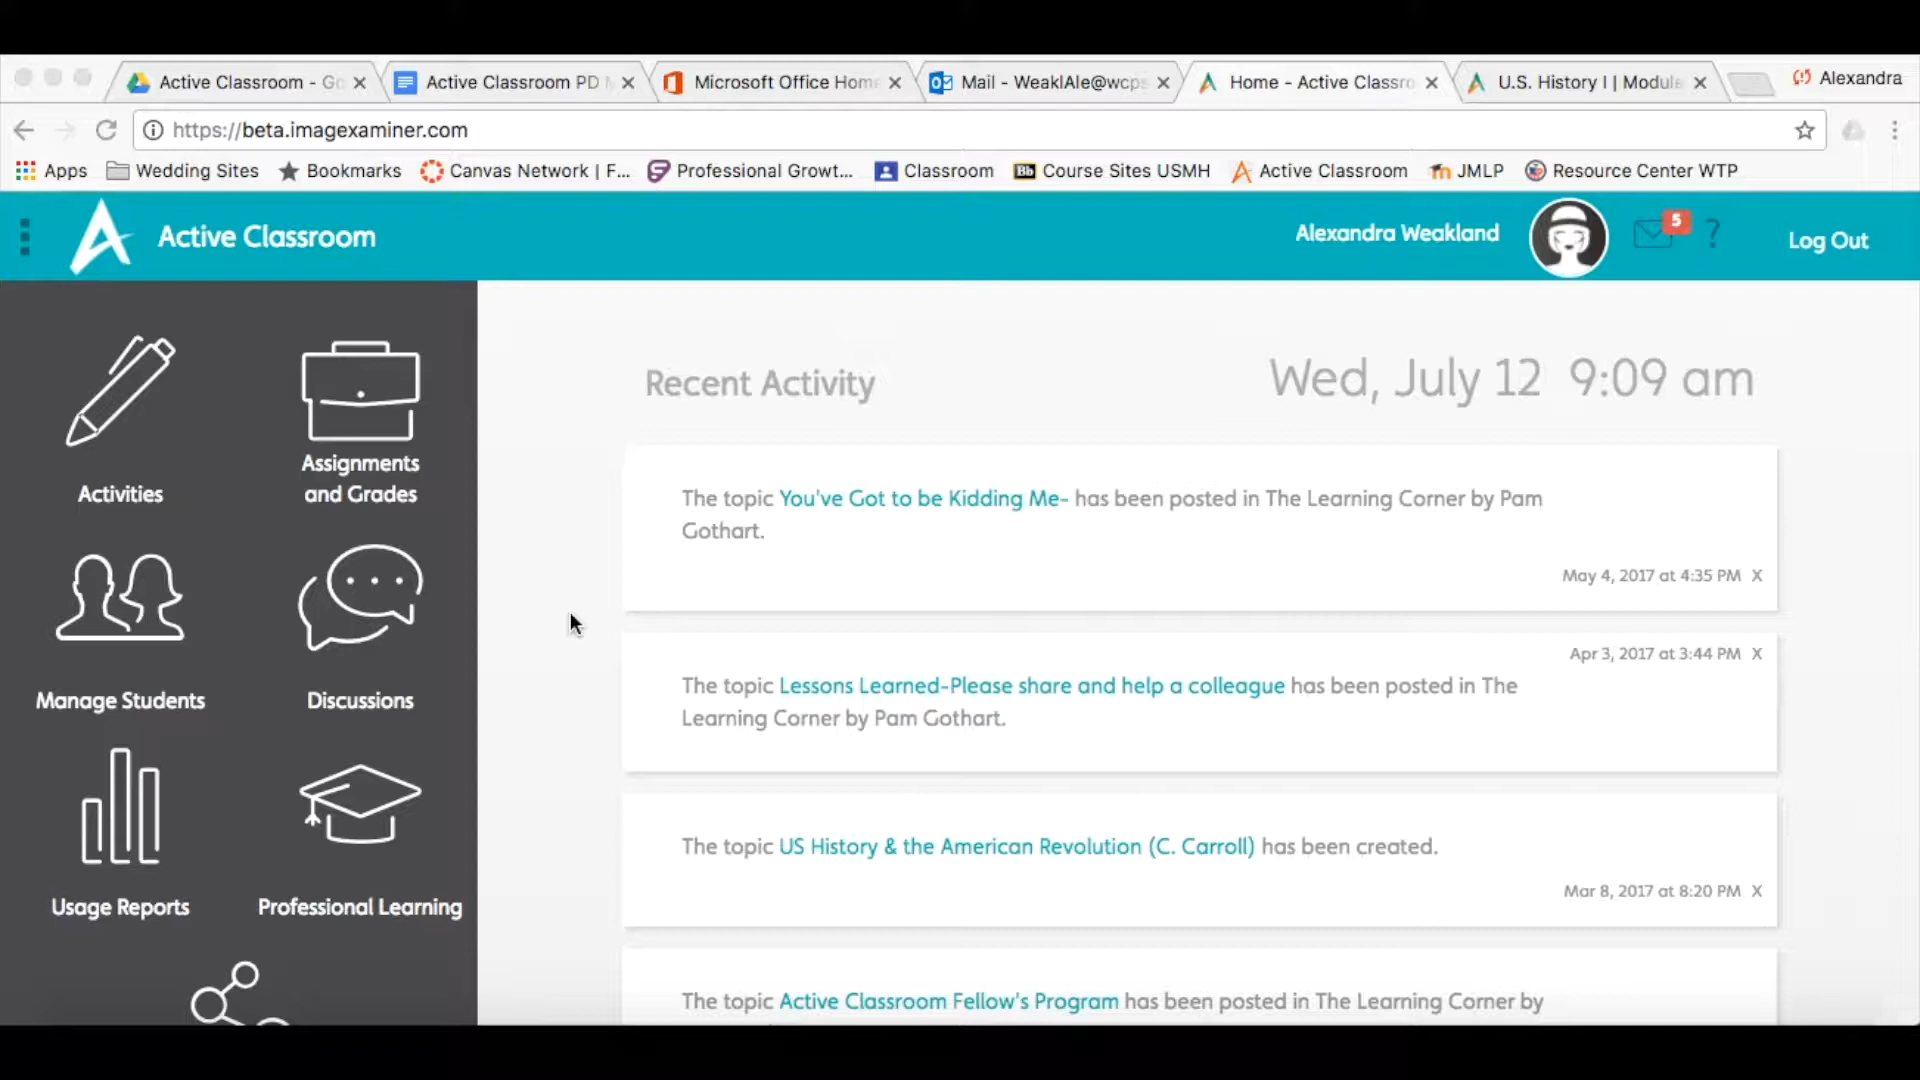 Active Classroom - Go
Active Classroom PD
Microsoft Office Home
Mail - WeaklAle@wcps
Home - Active Classro
U.S. History I | Module
Alexandra
https://beta.imagexaminer.com
Apps
Wedding Sites
Bookmarks
Canvas Network | F...
Professional Growt...
Classroom
Bb Course Sites USMH
Active Classroom
JMLP
Resource Center WTP
Active Classroom
Alexandra Weakland
5
?
Log Out
Activities
Assignments
and Grades
Manage Students
Discussions
Usage Reports
Professional Learning
Recent Activity
Wed, July 12 9:09 am
The topic You've Got to be Kidding Me- has been posted in The Learning Corner by Pam
Gothart.
May 4, 2017 at 4:35 PM X
Apr 3, 2017 at 3:44 PM X
The topic Lessons Learned-Please share and help a colleague has been posted in The
Learning Corner by Pam Gothart.
The topic US History & the American Revolution (C. Carroll) has been created.
Mar 8, 2017 at 8:20 PM X
The topic Active Classroom Fellow's Program has been posted in The Learning Corner by